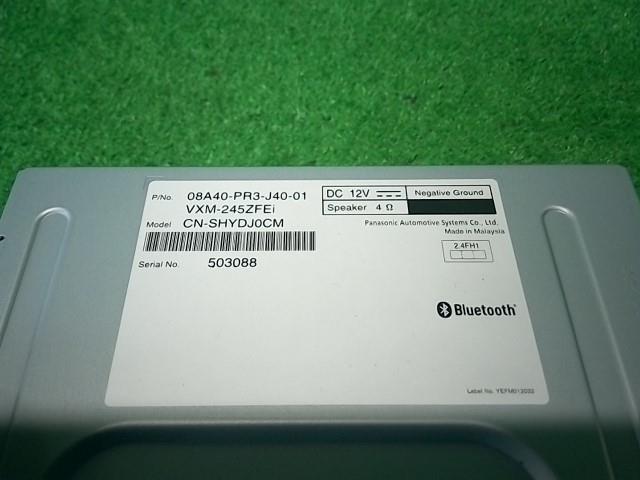 P/No. 08A40-PR3-J40-01
VXM-245ZFEi
Model CN-SHYDJ0CM
Serial No. 503088
DC 12V Negative Ground
Speaker 4 Ω
Panasonic Automotive Systems Co., Ltd.
Made in Malaysia
2.4FH1
Bluetooth®
Label No. YEFM012032